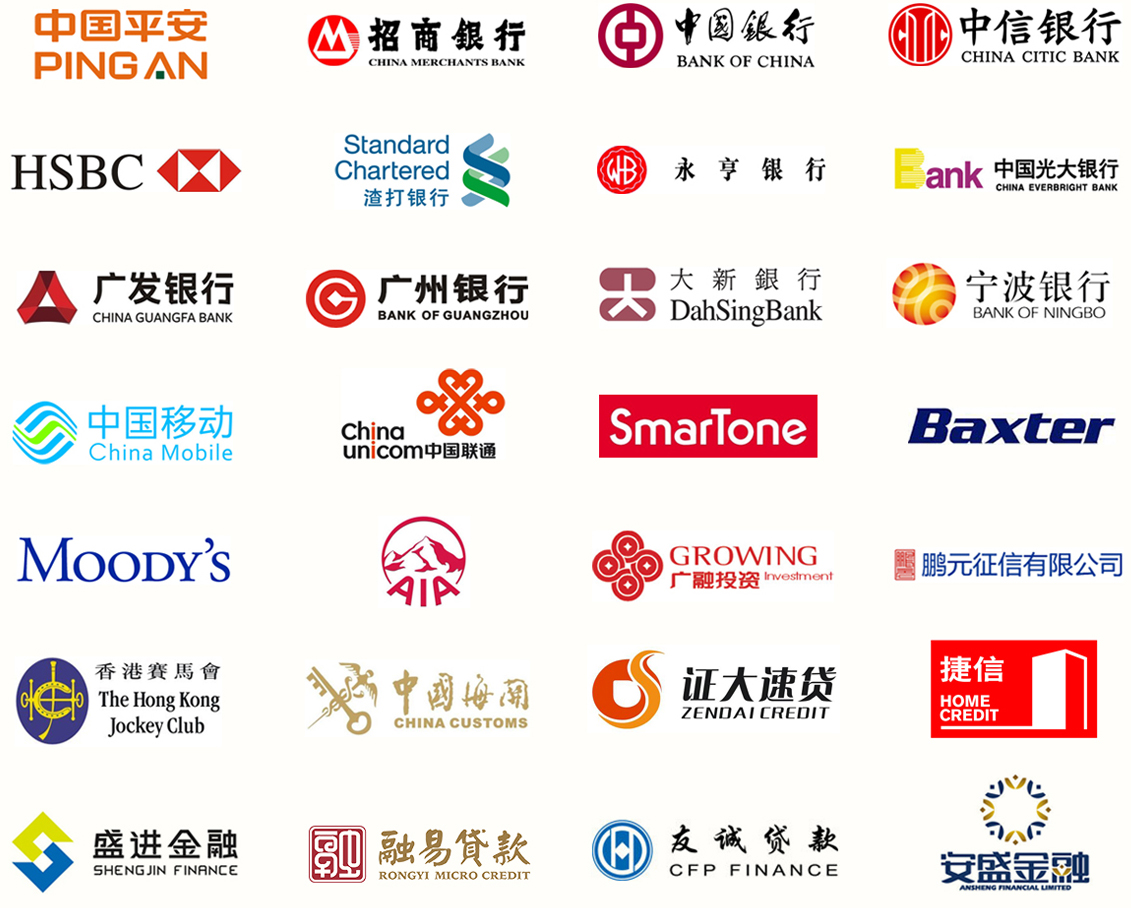 中国平安
PING AN
招商銀行
CHINA MERCHANTS BANK
中國銀行
BANK OF CHINA
CITIC
中信银行
CHINA CITIC BANK
HSBC
Standard
Chartered
渣打银行
WHB
永亨银行
Bank
中国光大银行
CHINA EVERBRIGHT BANK
广发银行
CHINA GUANGFA BANK
广州银行
BANK OF GUANGZHOU
大新銀行
DahSingBank
宁波银行
BANK OF NINGBO
中国移动
China Mobile
China
unicom中国联通
SmarTone
Baxter
MOODY'S
AIA
GROWING
广融投资 Investment
鹏元征信有限公司
香港賽馬會
The Hong Kong
Jockey Club
中國海關
CHINA CUSTOMS
证大速贷
ZENDAI CREDIT
捷信
HOME
CREDIT
盛进金融
SHENGJIN FINANCE
融易貸款
RONGYI MICRO CREDIT
友诚贷款
CFP FINANCE
安盛金融
ANSHENG FINANCIAL LIMITED